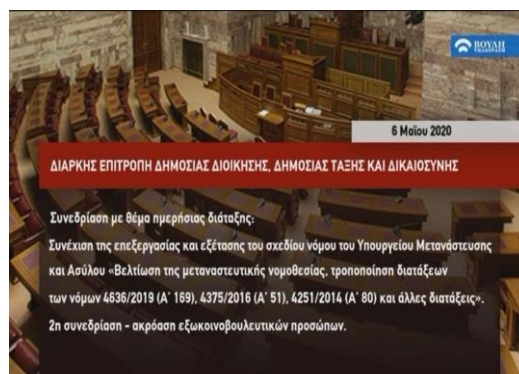 ΒΟΥΛΗ
ΤΗΛΕΟΡΑΣΗ
6 Μαΐου 2020
ΔΙΑΡΚΗΣ ΕΠΙΤΡΟΠΗ ΔΗΜΟΣΙΑΣ ΔΙΟΙΚΗΣΗΣ, ΔΗΜΟΣΙΑΣ ΤΑΞΗΣ ΚΑΙ ΔΙΚΑΙΟΣΥΝΗΣ
Συνεδρίαση με θέμα ημερήσιας διάταξης:
Συνέχιση της επεξεργασίας και εξέτασης του σχεδίου νόμου του Υπουργείου Μετανάστευσης
και Ασύλου «Βελτίωση της μεταναστευτικής νομοθεσίας, τροποποίηση διατάξεων
των νόμων 4636/2019 (Α' 169), 4375/2016 (Α' 51), 4251/2014 (Α' 80) και άλλες διατάξεις».
2η συνεδρίαση - ακρόαση εξωκοινοβουλευτικών προσώπων.